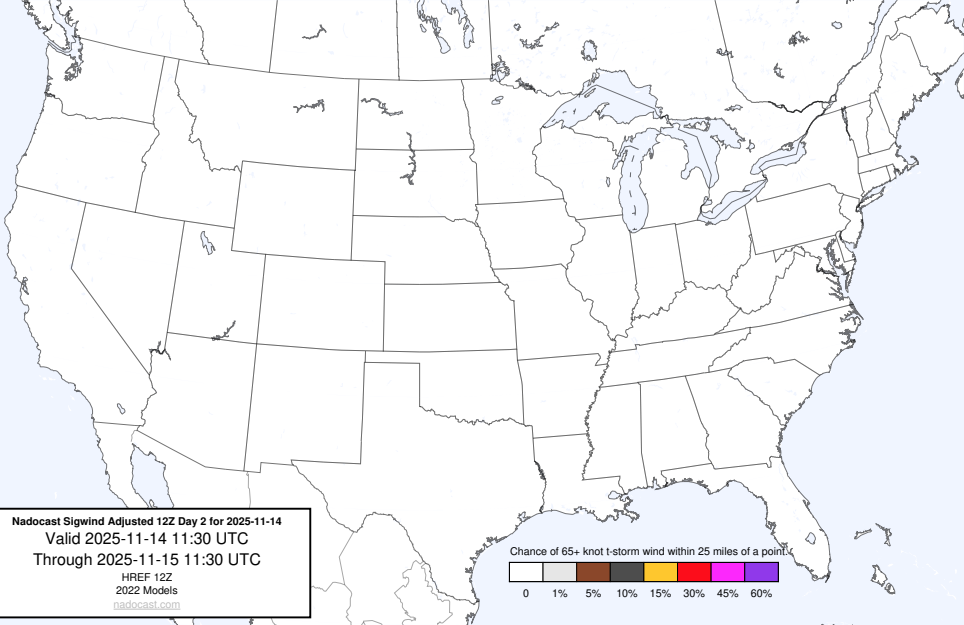 Nadocast Sigwind Adjusted 12Z Day 2 for 2025-11-14
Valid 2025-11-14 11:30 UTC
Through 2025-11-15 11:30 UTC
HREF 12Z
2022 Models
nadocast.com
Chance of 65+ knot t-storm wind within 25 miles of a point.
0 1% 5% 10% 15% 30% 45% 60%